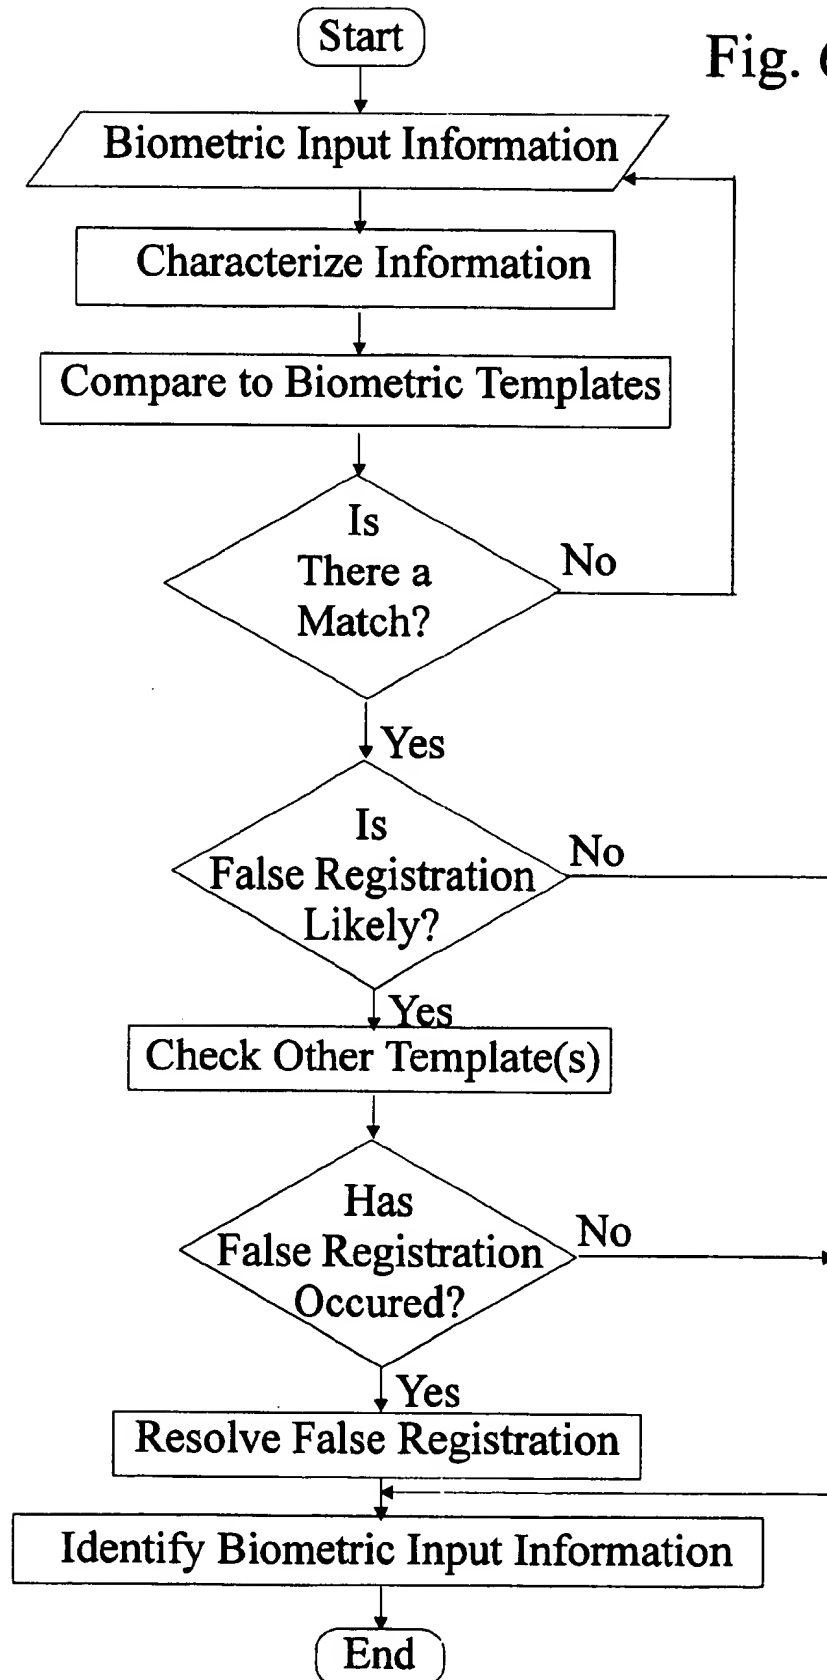 Start
Fig. 6
Biometric Input Information
Characterize Information
Compare to Biometric Templates
Is
There a
Match?
No
Yes
Is
False Registration
Likely?
No
Yes
Check Other Template(s)
Has
False Registration
Occured?
No
Yes
Resolve False Registration
Identify Biometric Input Information
End